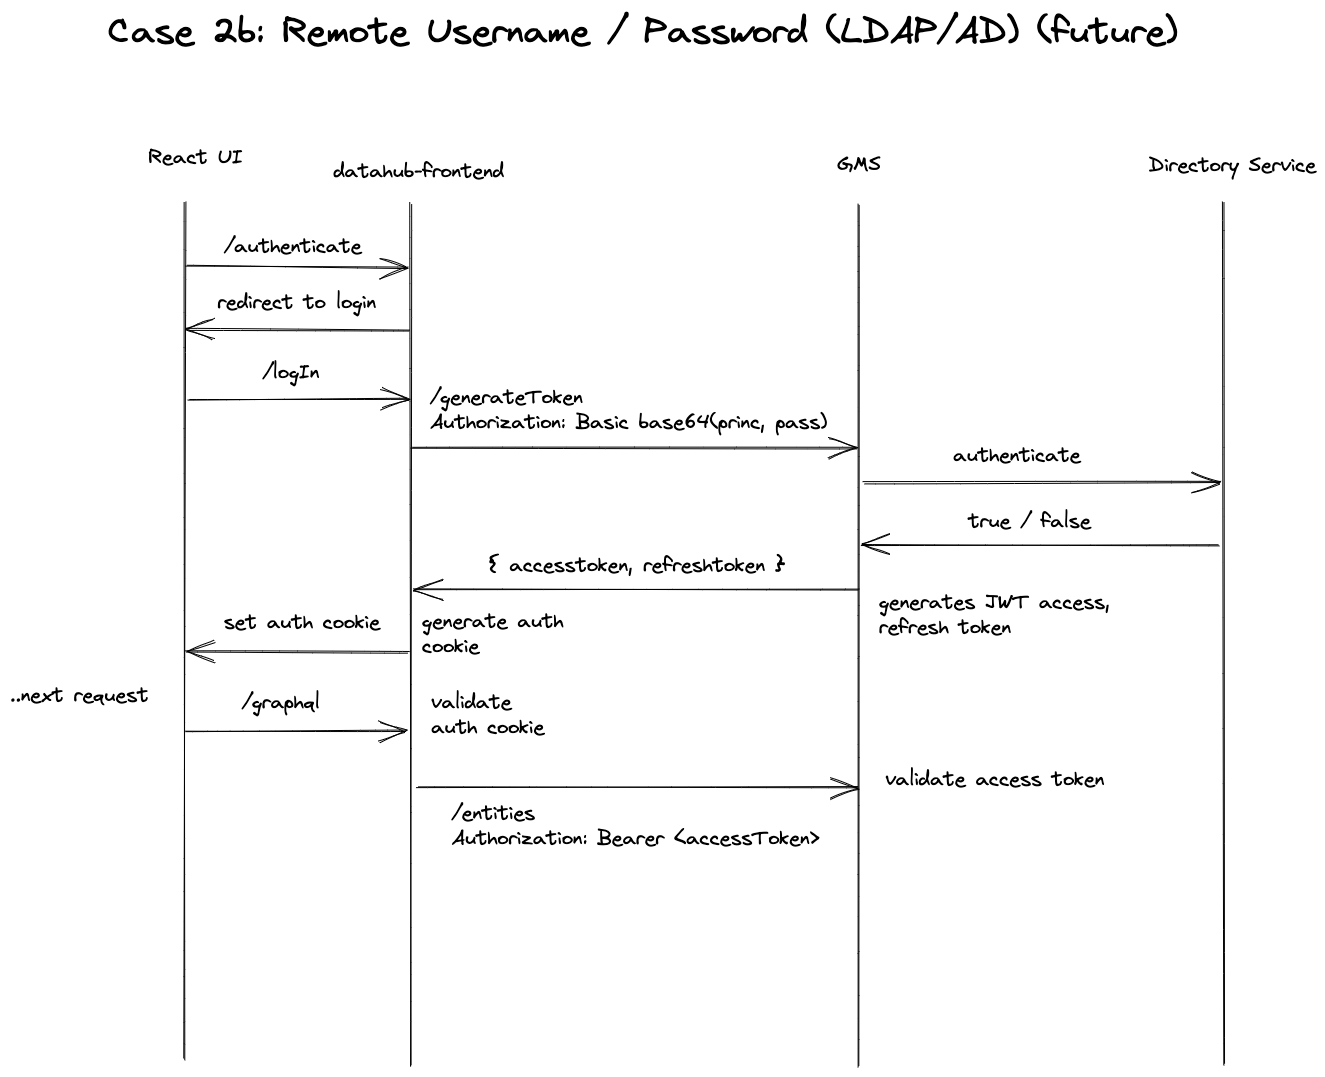 Case 2b: Remote Username / Password (LDAP/AD) (future)
React UI
datahub-frontend
GMS
Directory Service
/authenticate
redirect to login
/logIn
/generateToken
Authorization: Basic base64(princ, pass)
authenticate
true / false
{ accesstoken, refreshtoken }
generates JWT access,
refresh token
set auth cookie
generate auth
cookie
..next request
/graphql
validate
auth cookie
validate access token
/entities
Authorization: Bearer <accessToken>